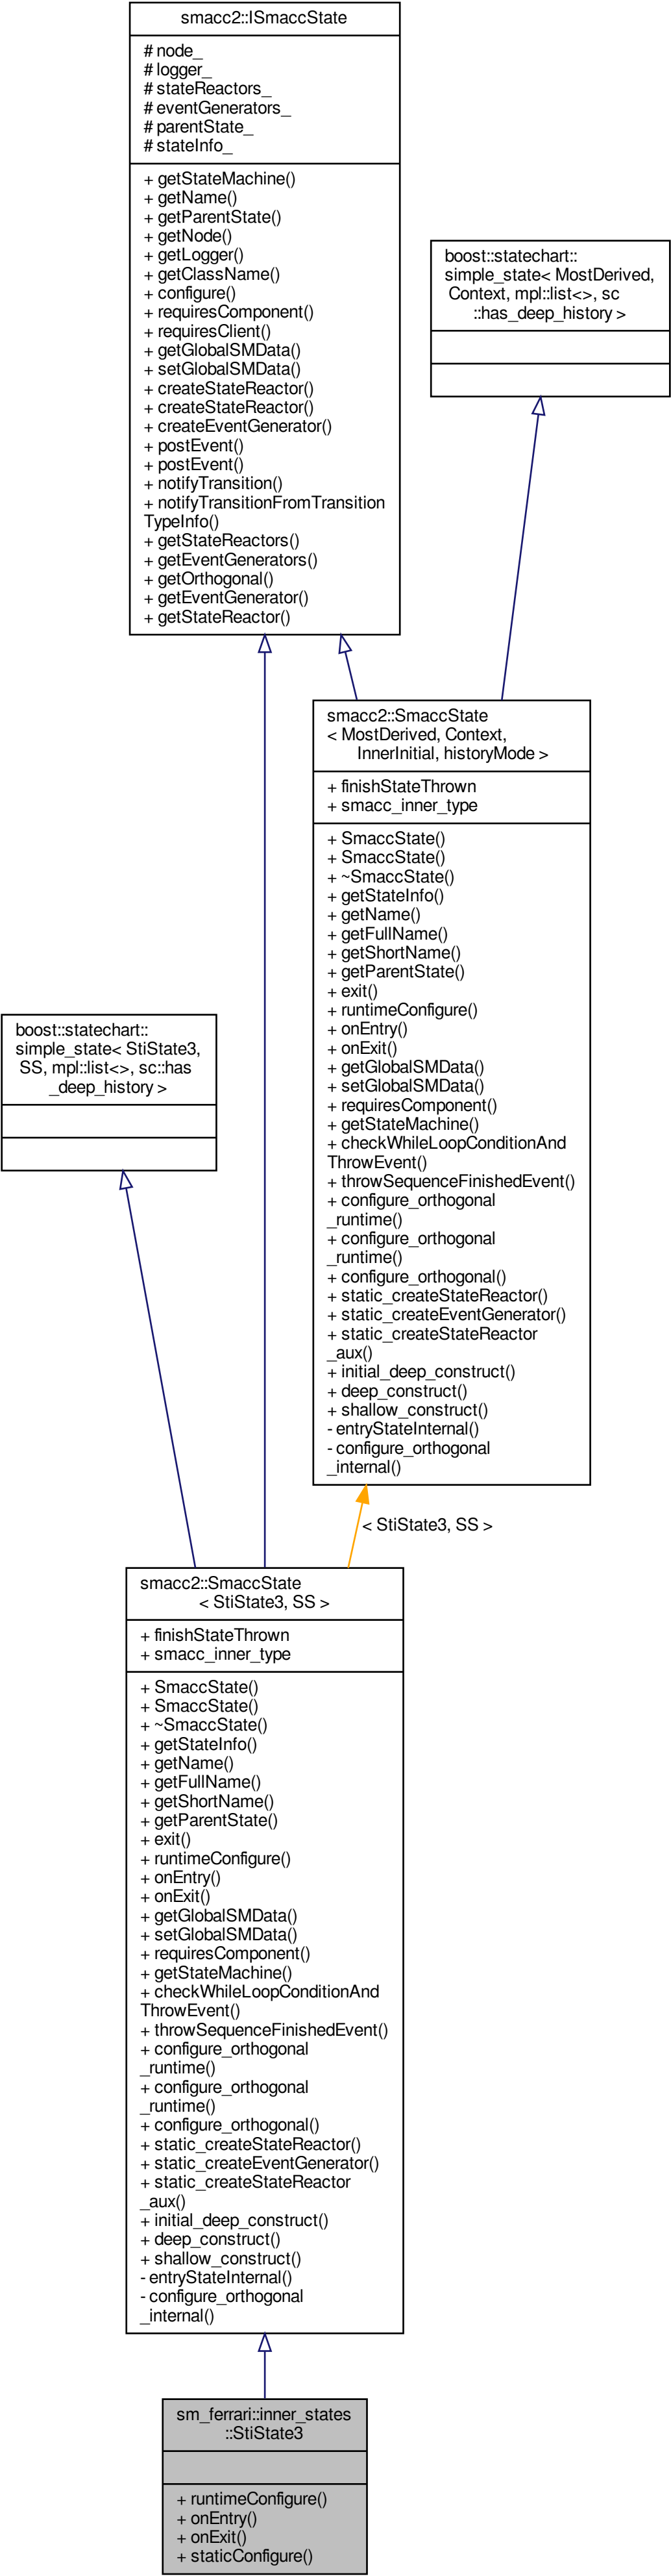 smacc2::ISmaccState
# node_
# logger_
# stateReactors_
# eventGenerators_
# parentState_
# stateInfo_
+ getStateMachine()
+ getName()
+ getParentState()
+ getNode()
+ getLogger()
+ getClassName()
+ configure()
+ requiresComponent()
+ requiresClient()
+ getGlobalSMData()
+ setGlobalSMData()
+ createStateReactor()
+ createStateReactor()
+ createEventGenerator()
+ postEvent()
+ postEvent()
+ notifyTransition()
+ notifyTransitionFromTransition
TypeInfo()
+ getStateReactors()
+ getEventGenerators()
+ getOrthogonal()
+ getEventGenerator()
+ getStateReactor()
boost::statechart::
simple_state< MostDerived,
Context, mpl::list<>, sc
::has_deep_history >
smacc2::SmaccState
< MostDerived, Context,
InnerInitial, historyMode >
+ finishStateThrown
+ smacc_inner_type
+ SmaccState()
+ SmaccState()
+ ~SmaccState()
+ getStateInfo()
+ getName()
+ getFullName()
+ getShortName()
+ getParentState()
+ exit()
+ runtimeConfigure()
+ onEntry()
+ onExit()
+ getGlobalSMData()
+ setGlobalSMData()
+ requiresComponent()
+ getStateMachine()
+ checkWhileLoopConditionAnd
ThrowEvent()
+ throwSequenceFinishedEvent()
+ configure_orthogonal
_runtime()
+ configure_orthogonal
_runtime()
+ configure_orthogonal()
+ static_createStateReactor()
+ static_createEventGenerator()
+ static_createStateReactor
_aux()
+ initial_deep_construct()
+ deep_construct()
+ shallow_construct()
- entryStateInternal()
- configure_orthogonal
_internal()
boost::statechart::
simple_state< StiState3,
SS, mpl::list<>, sc::has
_deep_history >
< StiState3, SS >
smacc2::SmaccState
< StiState3, SS >
+ finishStateThrown
+ smacc_inner_type
+ SmaccState()
+ SmaccState()
+ ~SmaccState()
+ getStateInfo()
+ getName()
+ getFullName()
+ getShortName()
+ getParentState()
+ exit()
+ runtimeConfigure()
+ onEntry()
+ onExit()
+ getGlobalSMData()
+ setGlobalSMData()
+ requiresComponent()
+ getStateMachine()
+ checkWhileLoopConditionAnd
ThrowEvent()
+ throwSequenceFinishedEvent()
+ configure_orthogonal
_runtime()
+ configure_orthogonal
_runtime()
+ configure_orthogonal()
+ static_createStateReactor()
+ static_createEventGenerator()
+ static_createStateReactor
_aux()
+ initial_deep_construct()
+ deep_construct()
+ shallow_construct()
- entryStateInternal()
- configure_orthogonal
_internal()
sm_ferrari::inner_states
::StiState3
+ runtimeConfigure()
+ onEntry()
+ onExit()
+ staticConfigure()